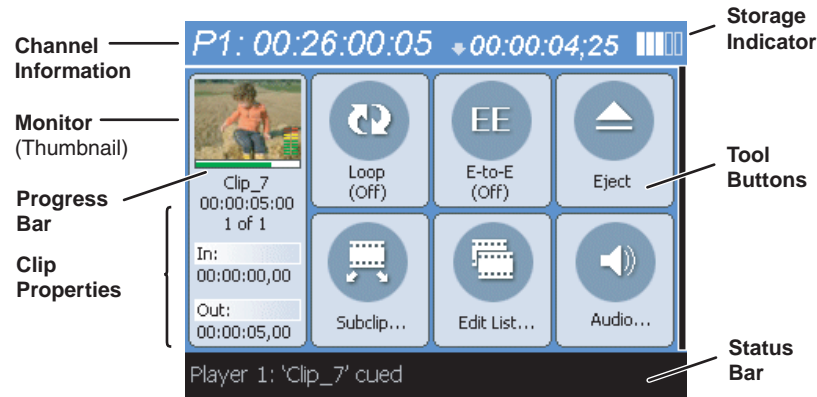 Channel
Information
Monitor
(Thumbnail)
Progress
Bar
Clip
Properties
P1: 00:26:00:05 00:00:04;25
Clip_7
00:00:05:00
1 of 1
In:
00:00:00,00
Out:
00:00:05,00
Loop
(Off)
EE
E-to-E
(Off)
Eject
Subclip...
Edit List...
Audio...
Player 1: 'Clip_7' cued
Storage
Indicator
Tool
Buttons
Status
Bar